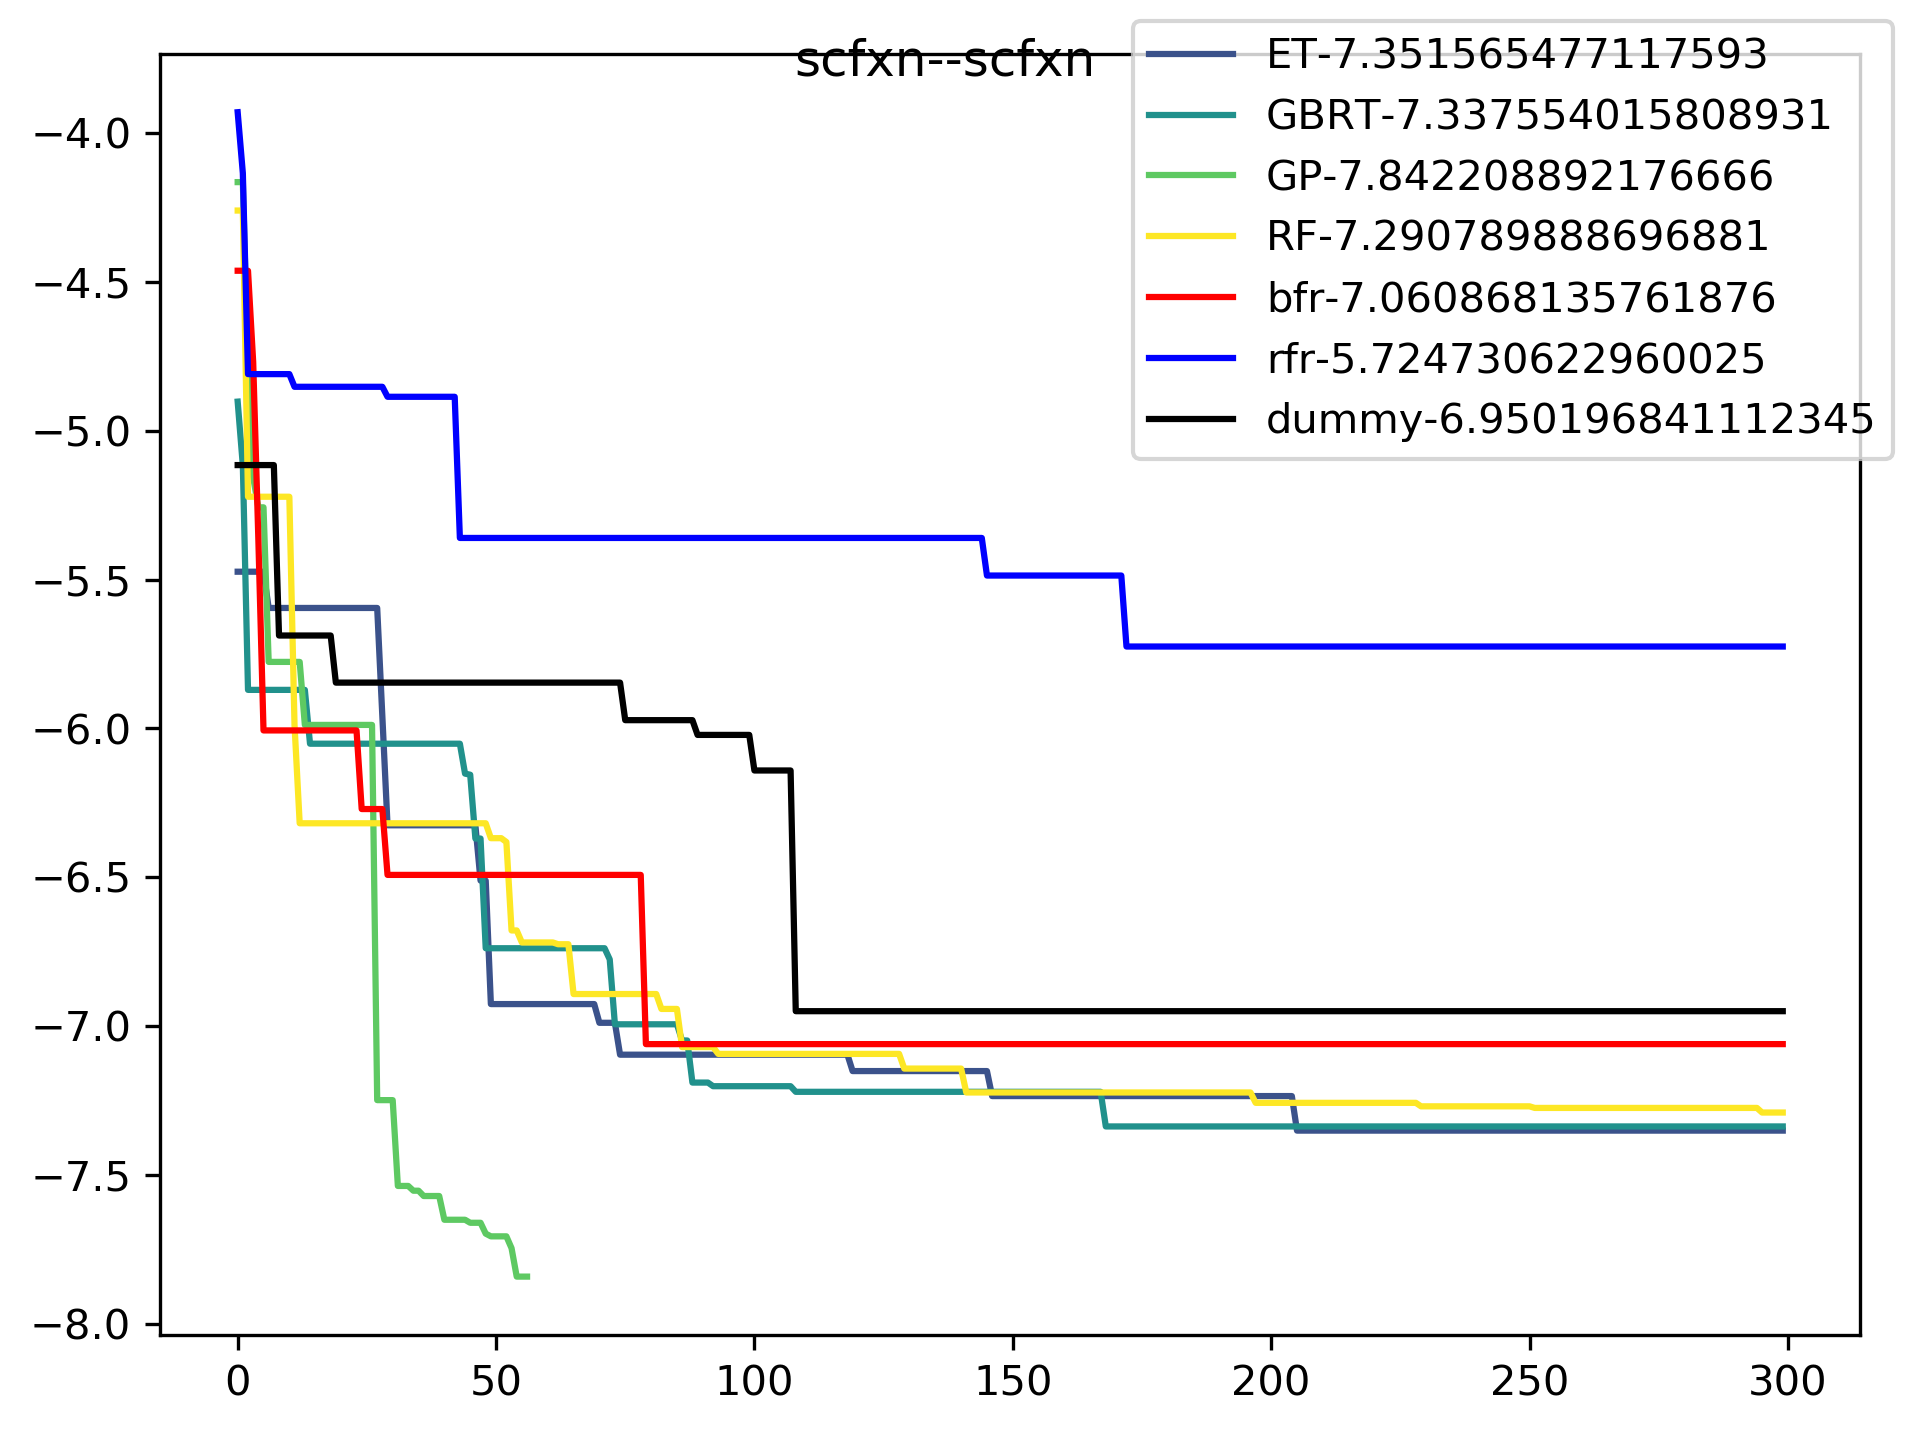 scfxn--scfxn
ET-7.351565477117593
GBRT-7.337554015808931
GP-7.842208892176666
RF-7.290789888696881
bfr-7.060868135761876
rfr-5.724730622960025
dummy-6.950196841112345
−4.0
−4.5
−5.0
−5.5
−6.0
−6.5
−7.0
−7.5
−8.0
0 50 100 150 200 250 300